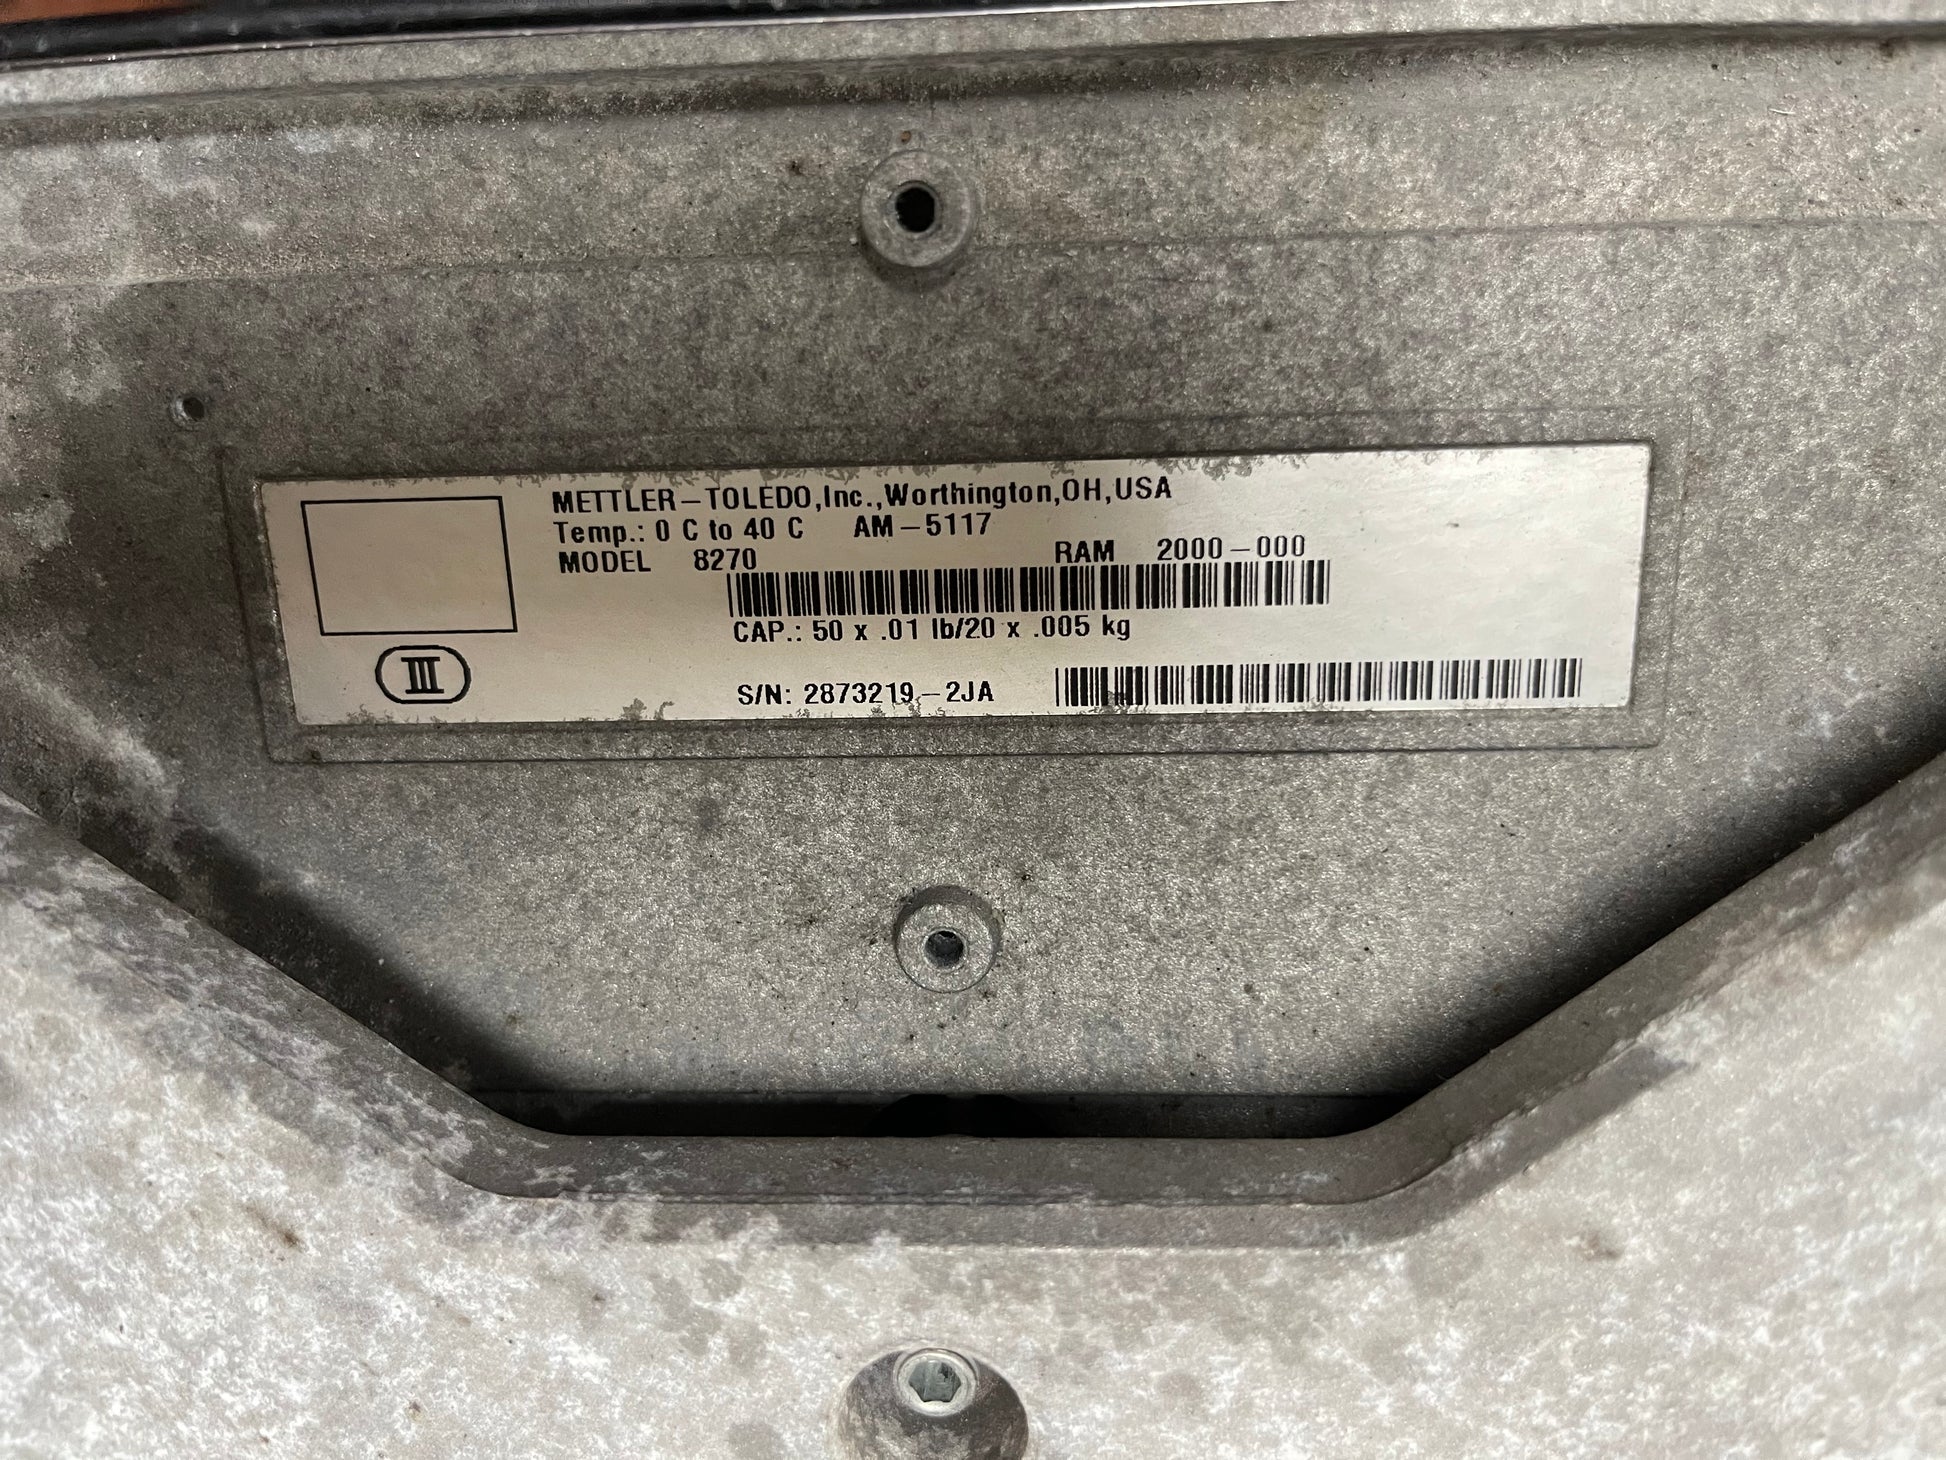 METTLER-TOLEDO,Inc.,Worthington,OH,USA
Temp.: 0 C to 40 C AM-5117
MODEL 8270 RAM 2000-000
CAP.: 50 x .01 lb/20 x .005 kg
III
S/N: 2873219-2JA